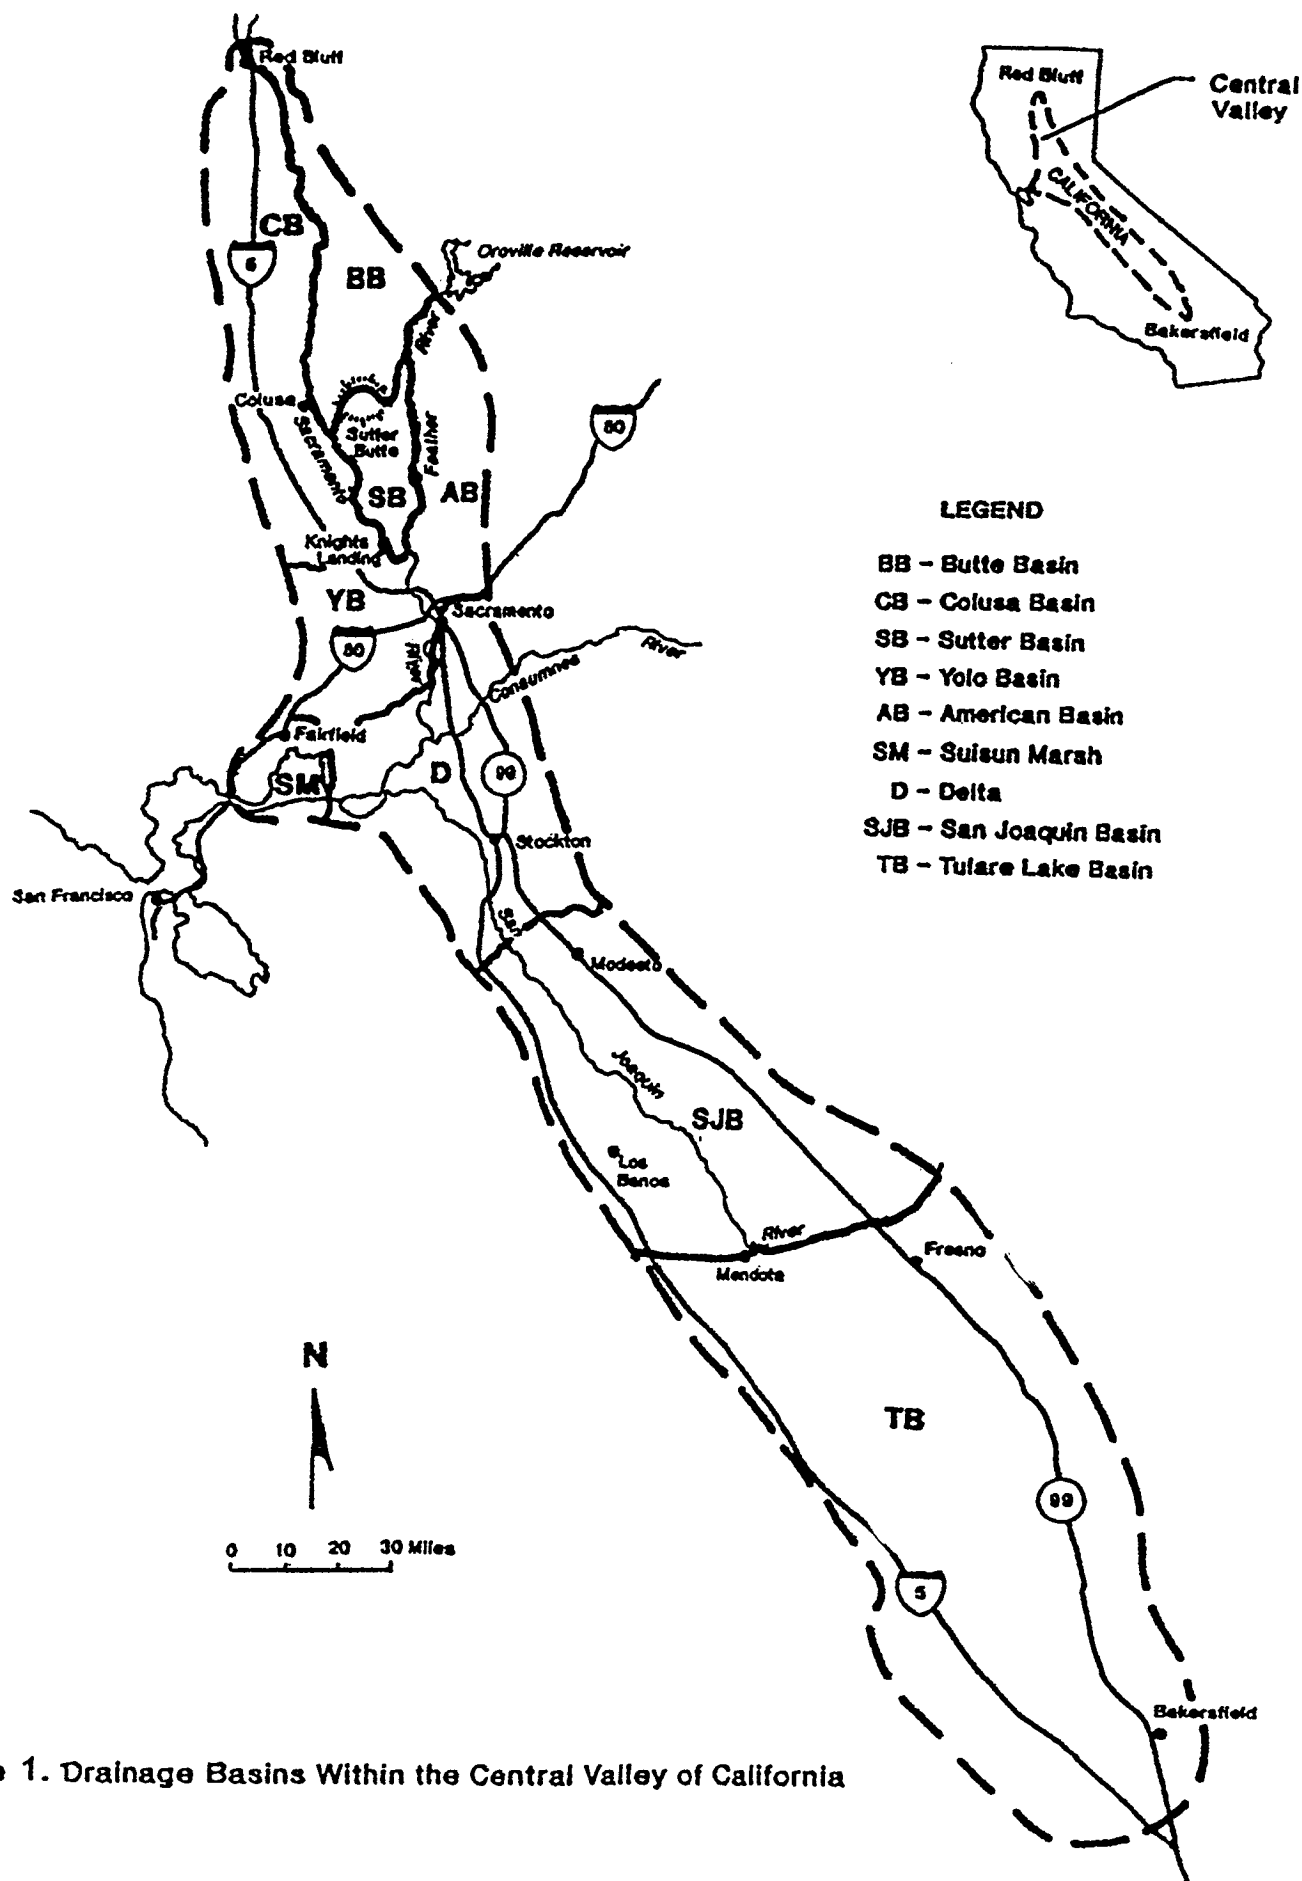 Red Bluff
CB
5
BB
Oroville Reservoir
River
Colusa
Sacramento
Sutter
Butte
Feather
SB
AB
80
Knights
Landing
YB
Sacramento
80
River
Consumnes
River
Fairfield
SM
D
99
Stockton
San Francisco
San
Modesto
Joaquin
SJB
Los
Banos
River
Mendota
Fresno
TB
99
5
Bakersfield
Red Bluff
Central
Valley
CALIFORNIA
Bakersfield
LEGEND
BB - Butte Basin
CB - Colusa Basin
SB - Sutter Basin
YB - Yolo Basin
AB - American Basin
SM - Suisun Marsh
D - Delta
SJB - San Joaquin Basin
TB - Tulare Lake Basin
N
0 10 20 30 Miles
e 1. Drainage Basins Within the Central Valley of California